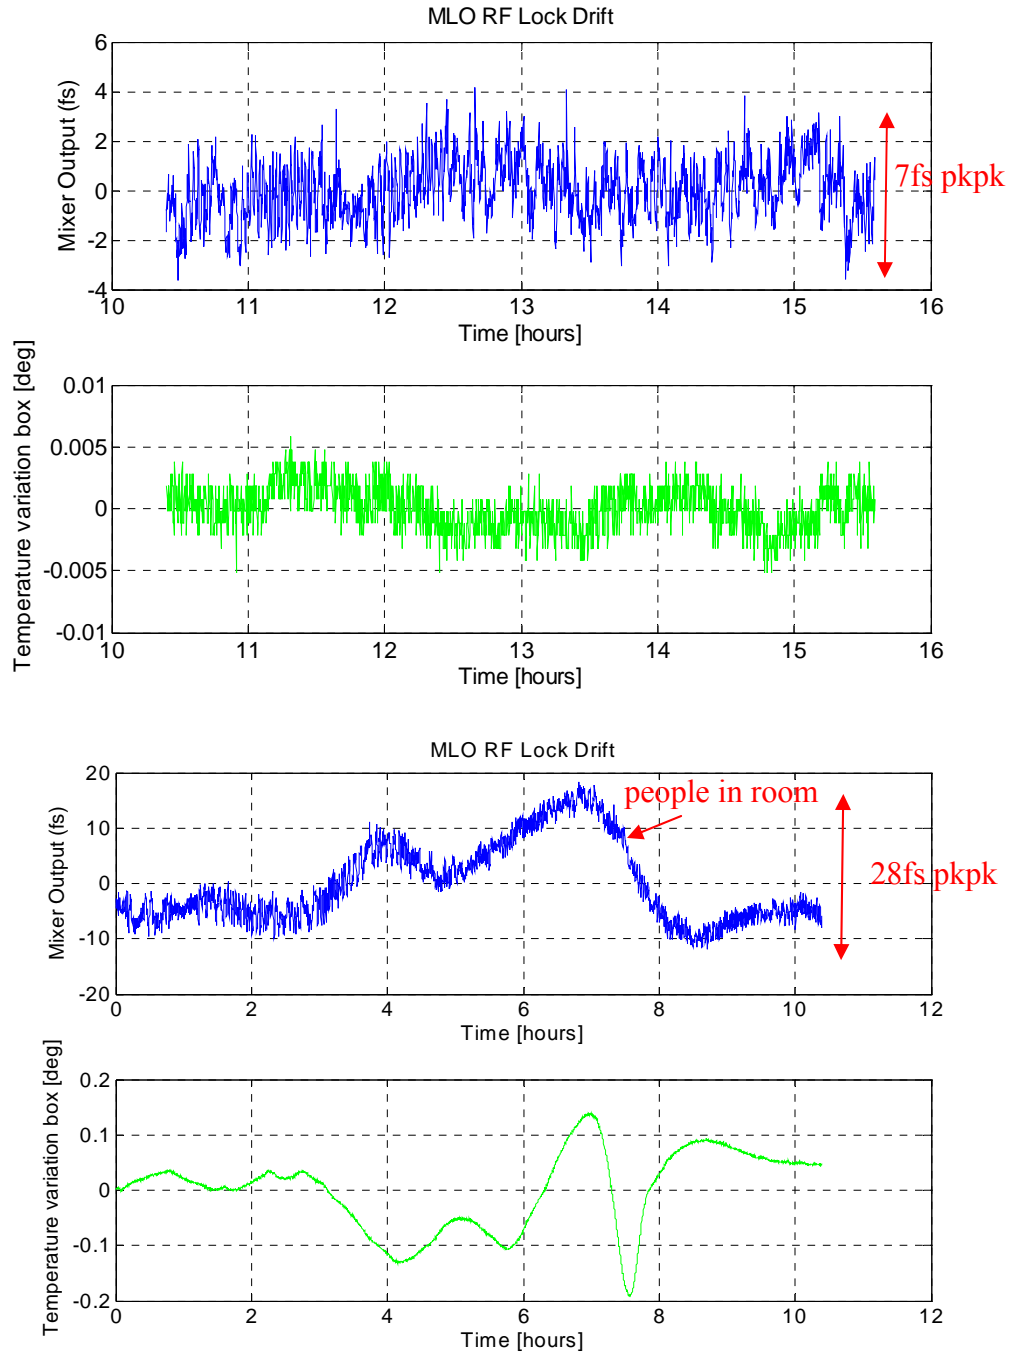 MLO RF Lock Drift
Mixer Output (fs)
6
4
2
0
-2
-4
7fs pkpk
10 11 12 13 14 15 16
Time [hours]
Temperature variation box [deg]
0.01
0.005
0
-0.005
-0.01
10 11 12 13 14 15 16
Time [hours]
MLO RF Lock Drift
Mixer Output (fs)
20
10
0
-10
-20
people in room
28fs pkpk
0 2 4 6 8 10 12
Time [hours]
Temperature variation box [deg]
0.2
0.1
0
-0.1
-0.2
0 2 4 6 8 10 12
Time [hours]